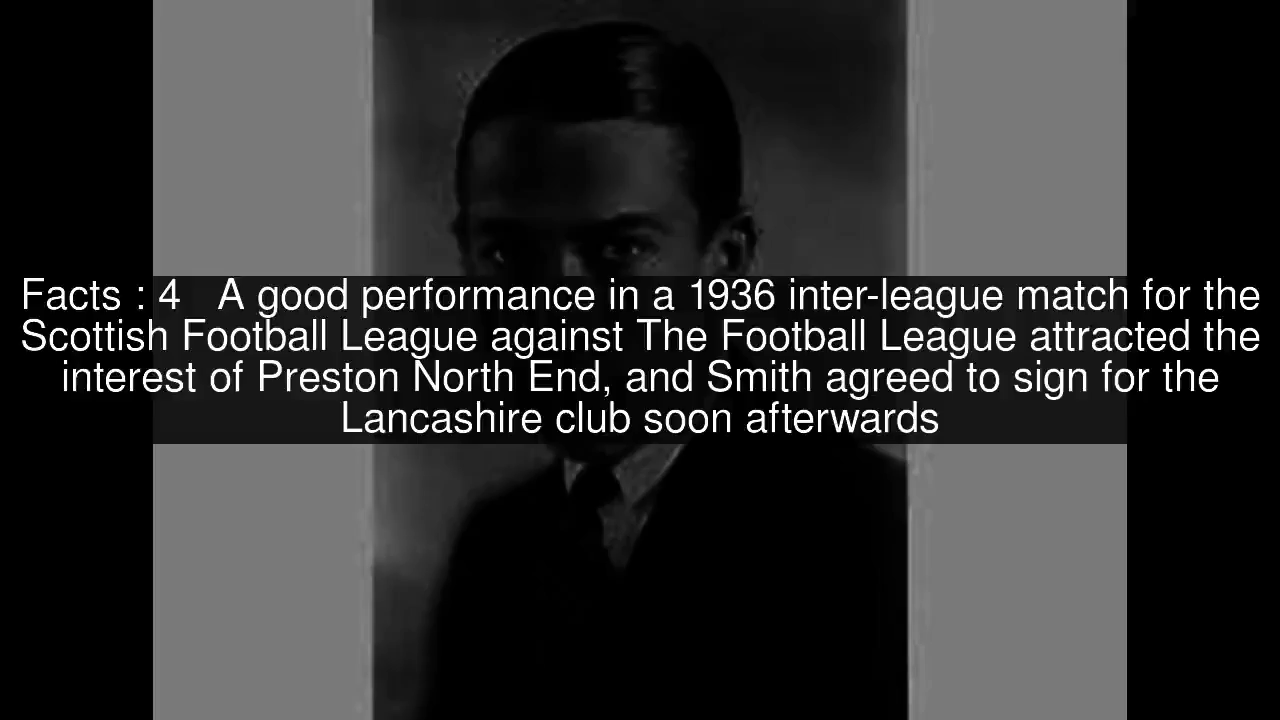 Facts : 4   A good performance in a 1936 inter-league match for the
Scottish Football League against The Football League attracted the
interest of Preston North End, and Smith agreed to sign for the
Lancashire club soon afterwards